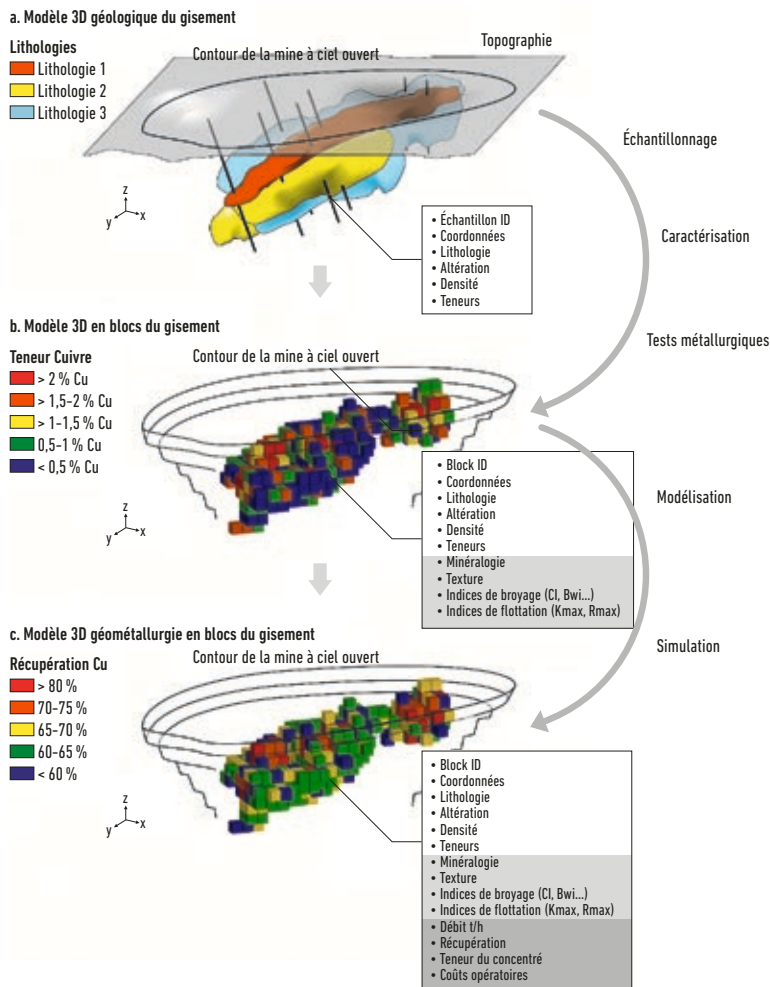 a. Modèle 3D géologique du gisement
Lithologies
Lithologie 1
Lithologie 2
Lithologie 3
Contour de la mine à ciel ouvert
Topographie
z
y
x
• Échantillon ID
• Coordonnées
• Lithologie
• Altération
• Densité
• Teneurs
Échantillonnage
Caractérisation
Tests métallurgiques
b. Modèle 3D en blocs du gisement
Teneur Cuivre
> 2 % Cu
> 1,5-2 % Cu
> 1-1,5 % Cu
0,5-1 % Cu
< 0,5 % Cu
Contour de la mine à ciel ouvert
z
y
x
• Block ID
• Coordonnées
• Lithologie
• Altération
• Densité
• Teneurs
• Minéralogie
• Texture
• Indices de broyage (CI, Bwi...)
• Indices de flottation (Kmax, Rmax)
Modélisation
Simulation
c. Modèle 3D géométallurgie en blocs du gisement
Récupération Cu
> 80 %
70-75 %
65-70 %
60-65 %
< 60 %
Contour de la mine à ciel ouvert
z
y
x
• Block ID
• Coordonnées
• Lithologie
• Altération
• Densité
• Teneurs
• Minéralogie
• Texture
• Indices de broyage (CI, Bwi...)
• Indices de flottation (Kmax, Rmax)
• Débit t/h
• Récupération
• Teneur du concentré
• Coûts opératoires